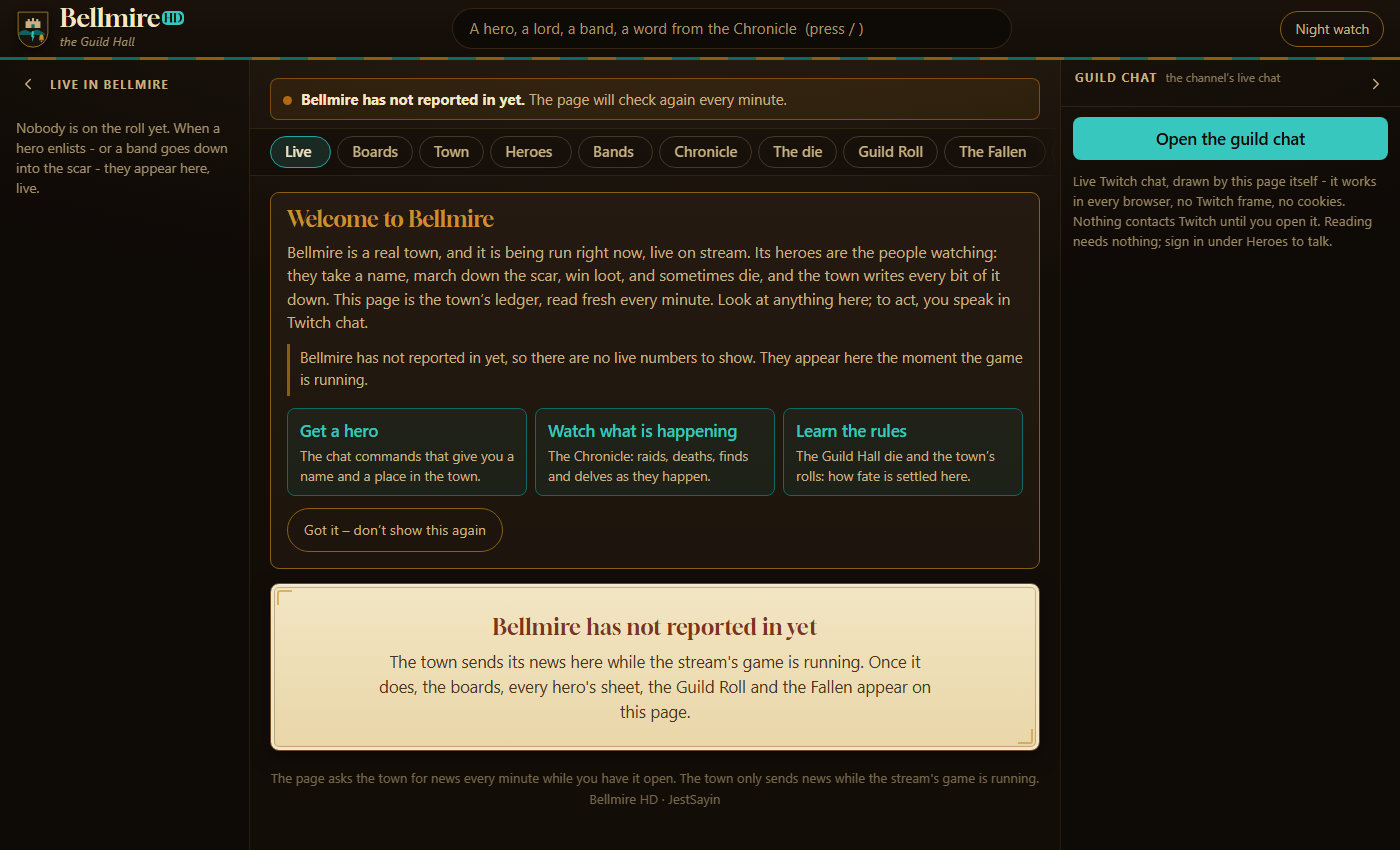 Bellmire HD
the Guild Hall
A hero, a lord, a band, a word from the Chronicle (press / )
Night watch
LIVE IN BELLMIRE
Nobody is on the roll yet. When a
hero enlists - or a band goes down
into the scar - they appear here,
live.
Bellmire has not reported in yet. The page will check again every minute.
Live Boards Town Heroes Bands Chronicle The die Guild Roll The Fallen
Welcome to Bellmire
Bellmire is a real town, and it is being run right now, live on stream. Its heroes are the people watching:
they take a name, march down the scar, win loot, and sometimes die, and the town writes every bit of it
down. This page is the town's ledger, read fresh every minute. Look at anything here; to act, you speak in
Twitch chat.
Bellmire has not reported in yet, so there are no live numbers to show. They appear here the moment the game
is running.
Get a hero
The chat commands that give you a
name and a place in the town.
Watch what is happening
The Chronicle: raids, deaths, finds
and delves as they happen.
Learn the rules
The Guild Hall die and the town's
rolls: how fate is settled here.
Got it – don't show this again
Bellmire has not reported in yet
The town sends its news here while the stream's game is running. Once it
does, the boards, every hero's sheet, the Guild Roll and the Fallen appear on
this page.
The page asks the town for news every minute while you have it open. The town only sends news while the stream's game is running.
Bellmire HD · JestSayin
GUILD CHAT the channel's live chat
Open the guild chat
Live Twitch chat, drawn by this page itself - it works
in every browser, no Twitch frame, no cookies.
Nothing contacts Twitch until you open it. Reading
needs nothing; sign in under Heroes to talk.